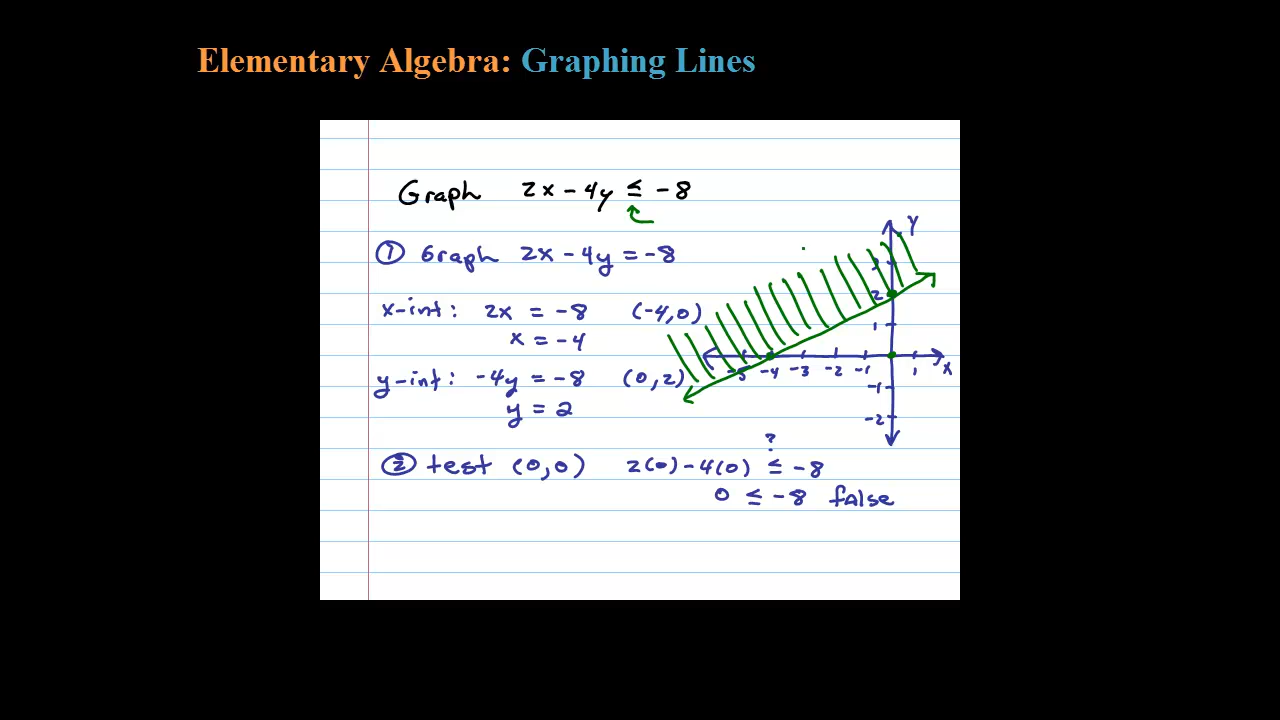 Elementary Algebra: Graphing Lines
Graph 2x - 4y ≤ -8
① Graph 2x - 4y = -8
x-int: 2x = -8 (-4,0)
x = -4
y-int: -4y = -8 (0,2)
y = 2
② test (0,0) 2(0) - 4(0) ≤ -8
?
0 ≤ -8 false
Y
3
2
1
-5 -4 -3 -2 -1 1 X
-1
-2